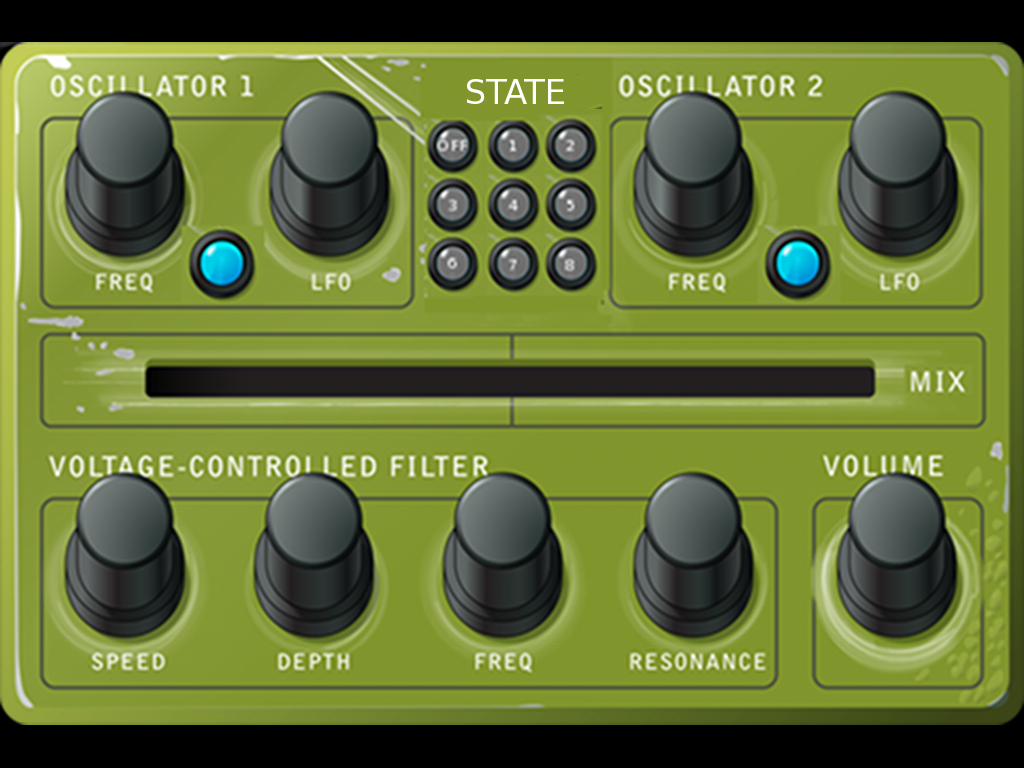 OSCILLATOR 1
STATE
OSCILLATOR 2
OFF 1 2
3 4 5
6 7 8
FREQ
LFO
FREQ
LFO
MIX
VOLTAGE-CONTROLLED FILTER
VOLUME
SPEED
DEPTH
FREQ
RESONANCE